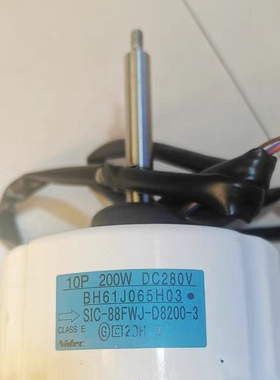 10P 200W DC280V
BH61J065H03
SIC-88FWJ-D8200-3
CLASS E
Nidec